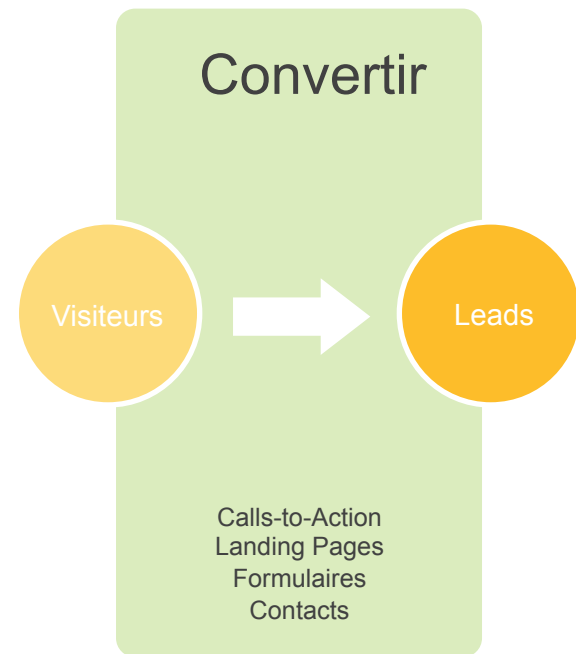 Convertir
Visiteurs
Leads
Calls-to-Action
Landing Pages
Formulaires
Contacts